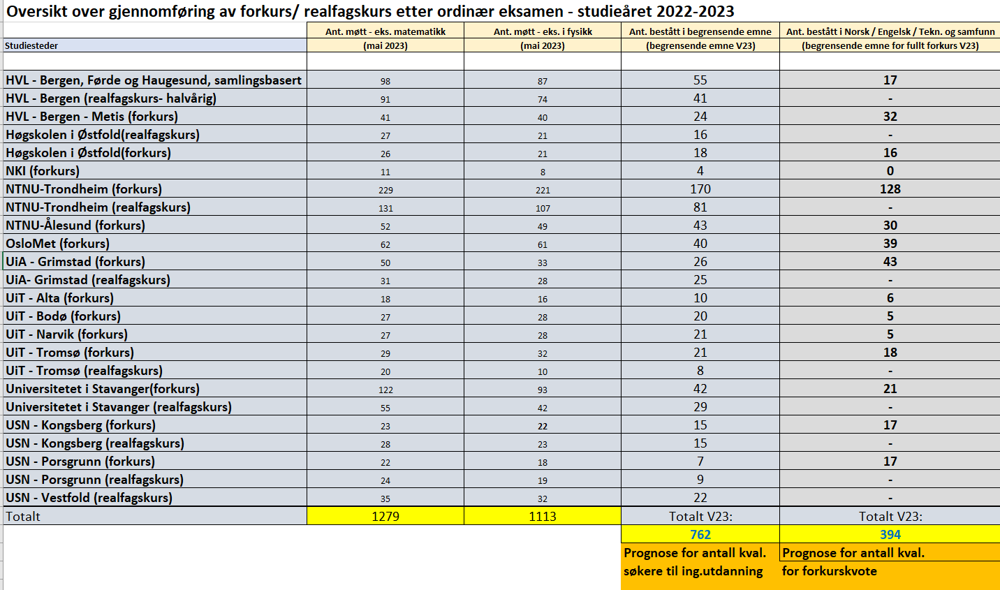 Oversikt over gjennomføring av forkurs/ realfagskurs etter ordinær eksamen - studieåret 2022-2023
Ant. møtt - eks. matematikk Ant. møtt - eks. i fysikk Ant. bestått i begrensende emne Ant. bestått i Norsk / Engelsk / Tekn. og samfunn
Studiesteder (mai 2023) (mai 2023) (begrensende emne V23) (begrensende emne for fullt forkurs V23)
HVL - Bergen, Førde og Haugesund, samlingsbasert 98 87 55 17
HVL - Bergen (realfagskurs- halvårig) 91 74 41 -
HVL - Bergen - Metis (forkurs) 41 40 24 32
Høgskolen i Østfold(realfagskurs) 27 21 16 -
Høgskolen i Østfold(forkurs) 26 21 18 16
NKI (forkurs) 11 8 4 0
NTNU-Trondheim (forkurs) 229 221 170 128
NTNU-Trondheim (realfagskurs) 131 107 81 -
NTNU-Ålesund (forkurs) 52 49 43 30
OsloMet (forkurs) 62 61 40 39
UiA - Grimstad (forkurs) 50 33 26 43
UiA- Grimstad (realfagskurs) 31 28 25 -
UiT - Alta (forkurs) 18 16 10 6
UiT - Bodø (forkurs) 27 28 20 5
UiT - Narvik (forkurs) 27 28 21 5
UiT - Tromsø (forkurs) 29 32 21 18
UiT - Tromsø (realfagskurs) 20 10 8 -
Universitetet i Stavanger(forkurs) 122 93 42 21
Universitetet i Stavanger (realfagskurs) 55 42 29 -
USN - Kongsberg (forkurs) 23 22 15 17
USN - Kongsberg (realfagskurs) 28 23 15 -
USN - Porsgrunn (forkurs) 22 18 7 17
USN - Porsgrunn (realfagskurs) 24 19 9 -
USN - Vestfold (realfagskurs) 35 32 22 -
Totalt 1279 1113 Totalt V23: Totalt V23:
762 394
Prognose for antall kval. Prognose for antall kval.
søkere til ing.utdanning for forkurskvote